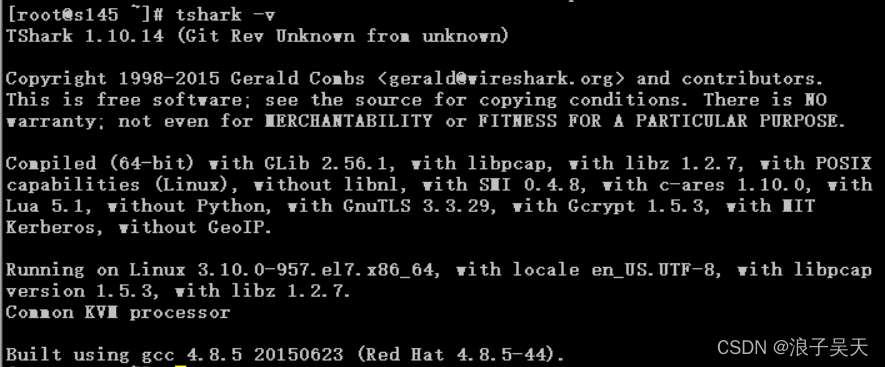 [root@s145 ~]# tshark -v
TShark 1.10.14 (Git Rev Unknown from unknown)
Copyright 1998-2015 Gerald Combs <gerald@wireshark.org> and contributors.
This is free software; see the source for copying conditions. There is NO
warranty; not even for MERCHANTABILITY or FITNESS FOR A PARTICULAR PURPOSE.
Compiled (64-bit) with GLib 2.56.1, with libpcap, with libz 1.2.7, with POSIX
capabilities (Linux), without libnl, with SMI 0.4.8, with c-ares 1.10.0, with
Lua 5.1, without Python, with GnuTLS 3.3.29, with Gcrypt 1.5.3, with MIT
Kerberos, without GeoIP.
Running on Linux 3.10.0-957.el7.x86_64, with locale en_US.UTF-8, with libpcap
version 1.5.3, with libz 1.2.7.
Common KVM processor
Built using gcc 4.8.5 20150623 (Red Hat 4.8.5-44).
CSDN @浪子吴天